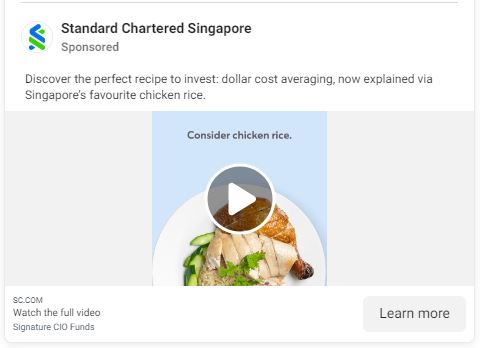 Standard Chartered Singapore
Sponsored
Discover the perfect recipe to invest: dollar cost averaging, now explained via
Singapore's favourite chicken rice.
Consider chicken rice.
SC.COM
Watch the full video
Signature CIO Funds
Learn more